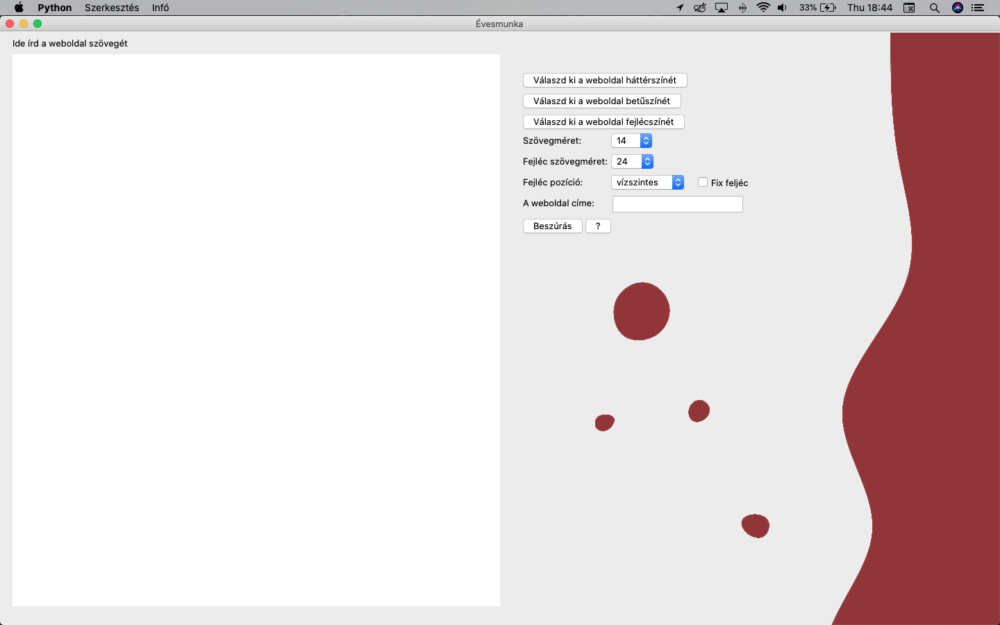 Python Szerkesztés Infó 33% Thu 18:44
Évesmunka
Ide írd a weboldal szövegét
Válaszd ki a weboldal háttérszínét
Válaszd ki a weboldal betűszínét
Válaszd ki a weboldal fejlécszínét
Szövegméret: 14
Fejléc szövegméret: 24
Fejléc pozíció: vízszintes Fix feljéc
A weboldal címe:
Beszúrás ?